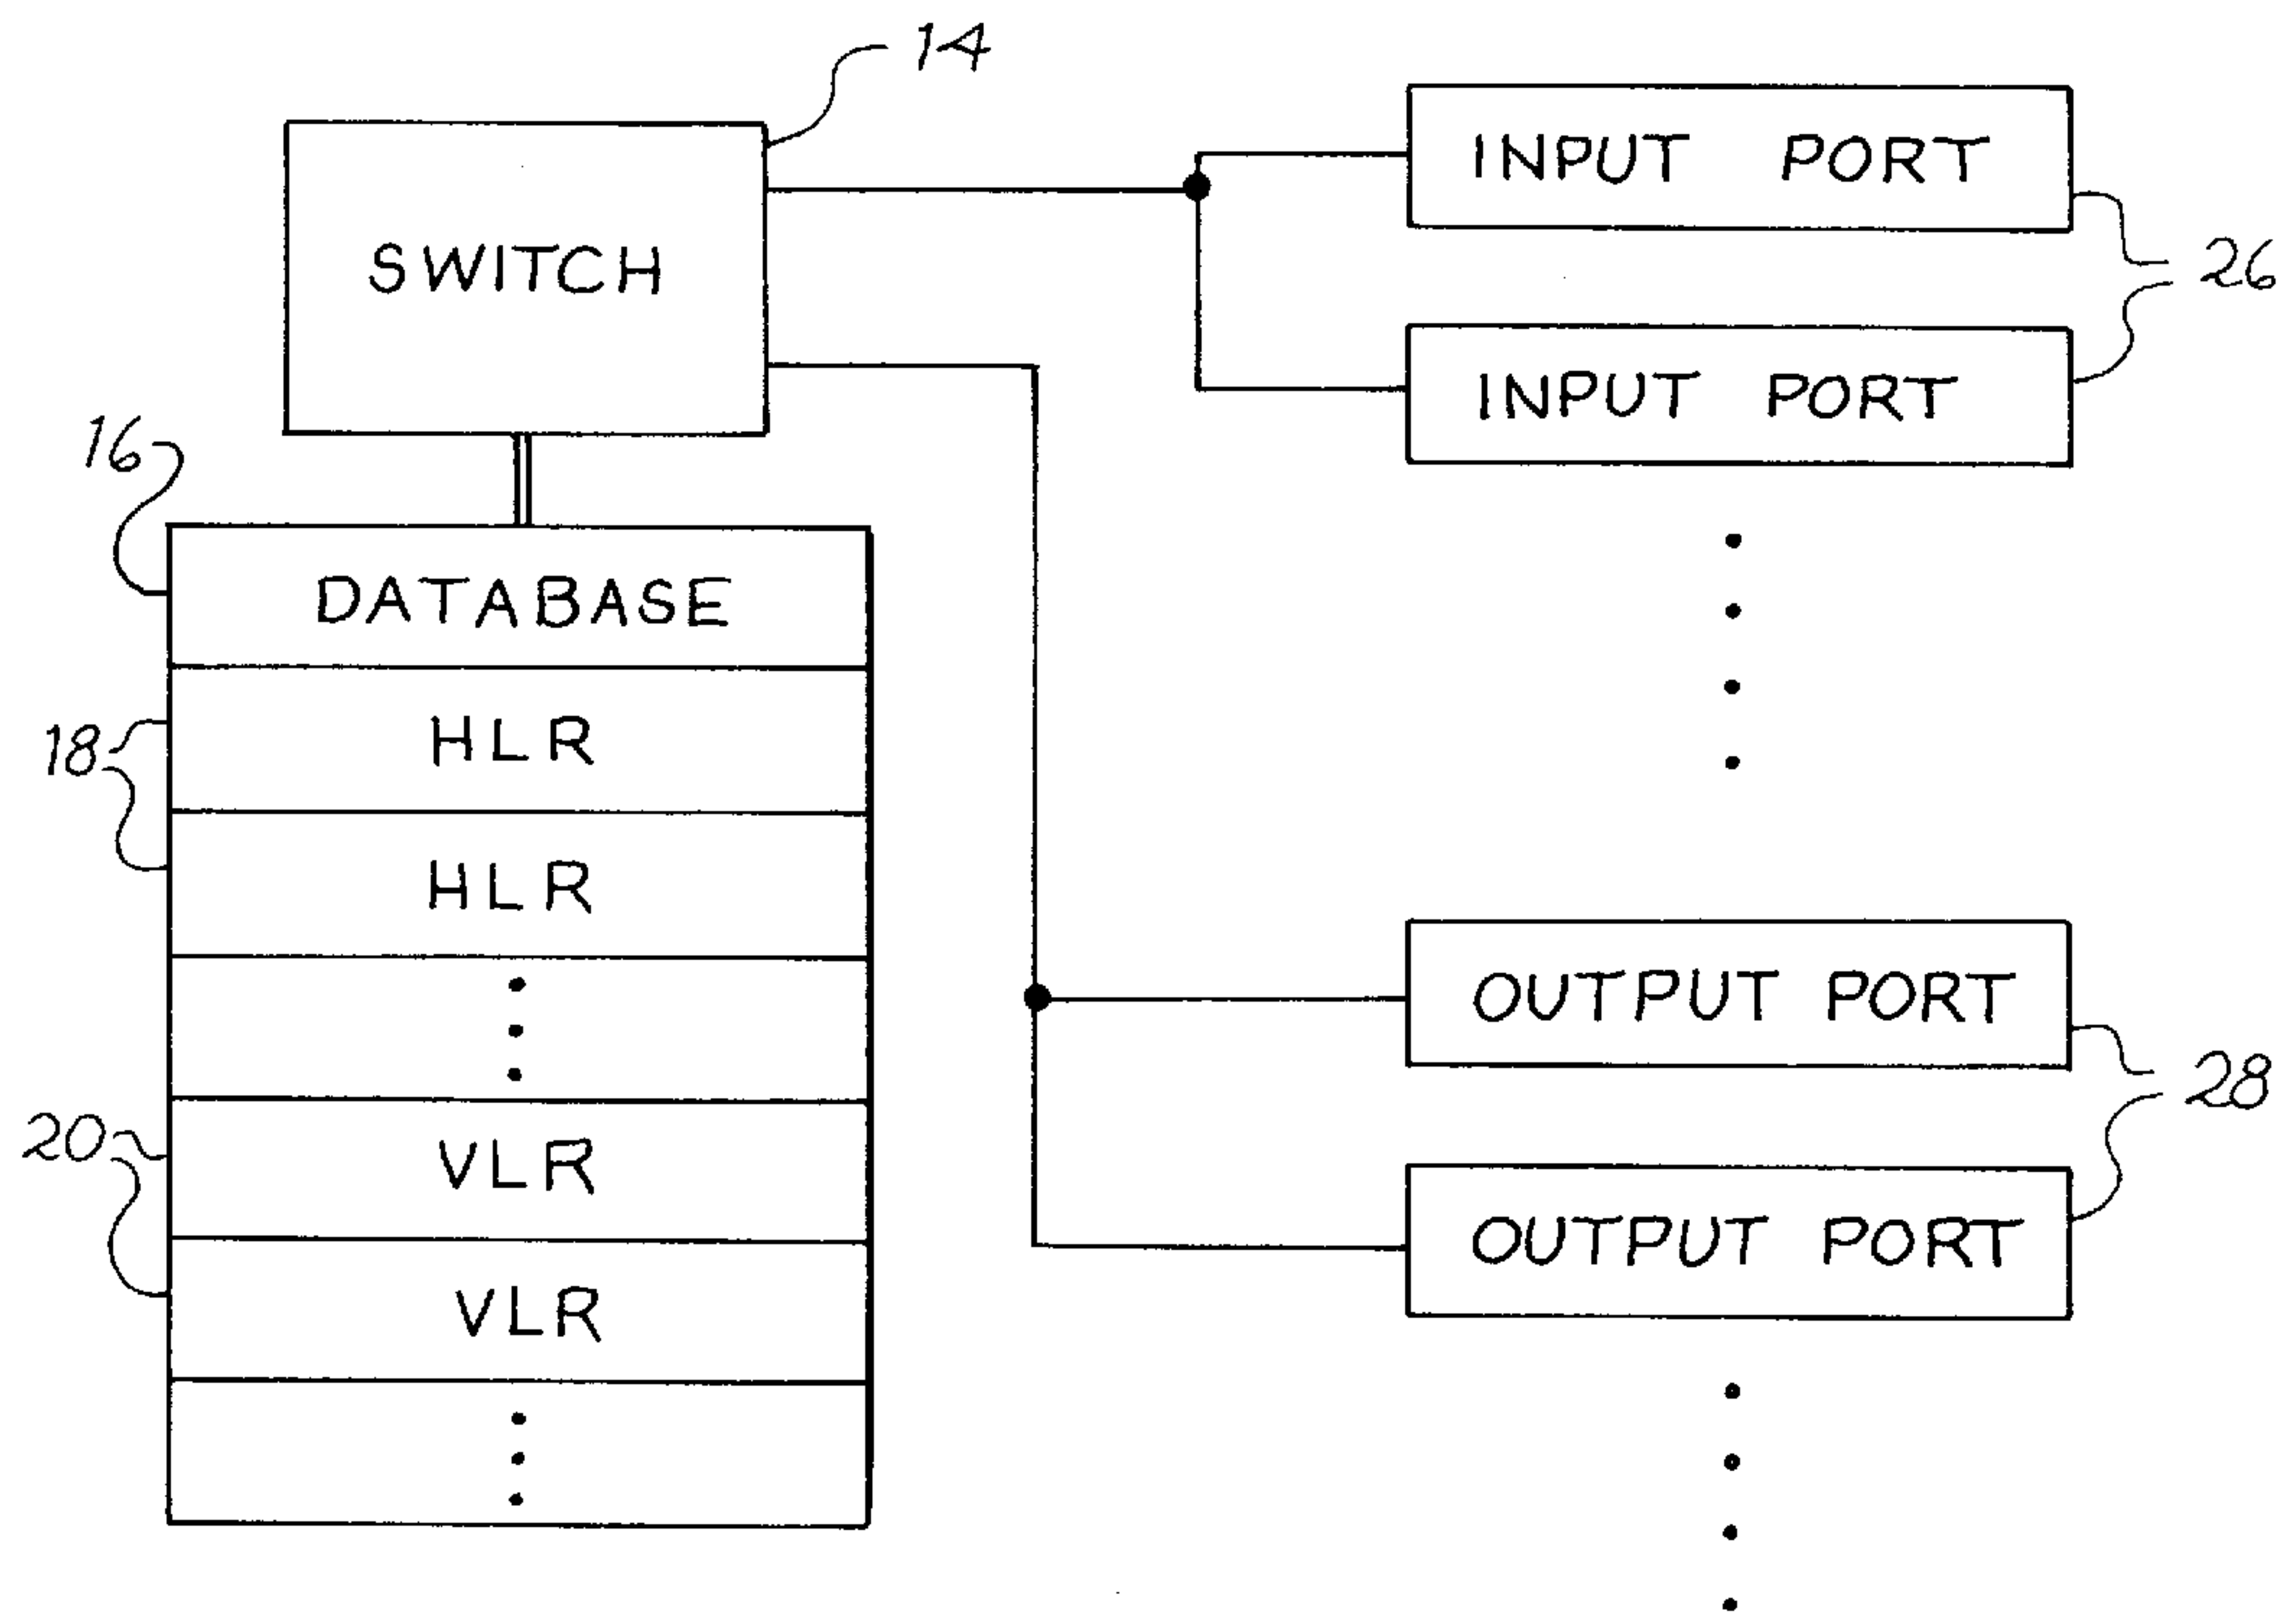 14
SWITCH
INPUT PORT
26
INPUT PORT
16
DATABASE
18
HLR
HLR
20
VLR
VLR
OUTPUT PORT
28
OUTPUT PORT